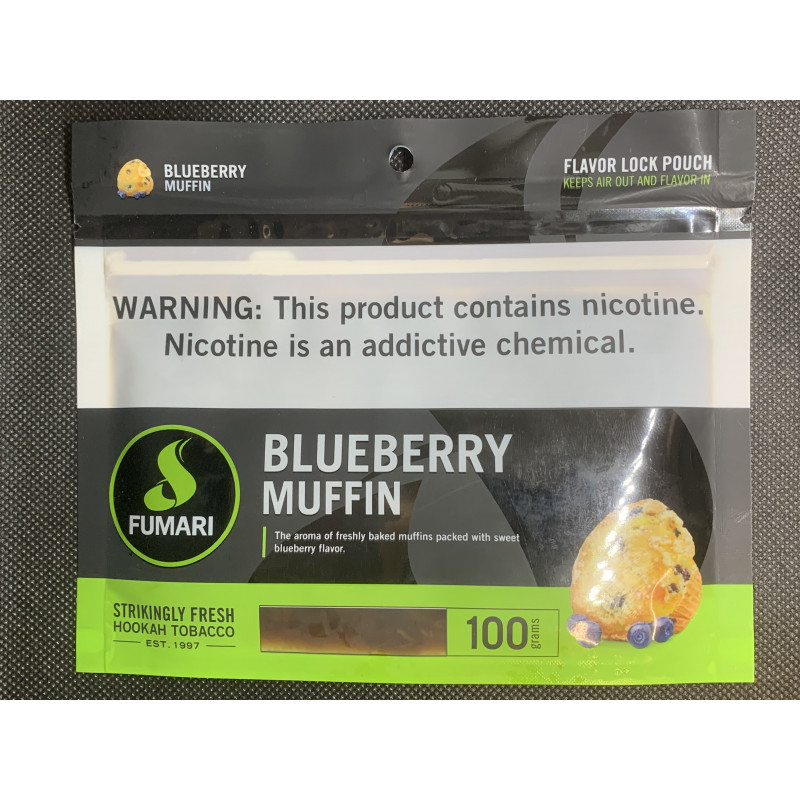 BLUEBERRY
MUFFIN
FLAVOR LOCK POUCH
KEEPS AIR OUT AND FLAVOR IN
WARNING: This product contains nicotine.
Nicotine is an addictive chemical.
FUMARI
BLUEBERRY
MUFFIN
The aroma of freshly baked muffins packed with sweet
blueberry flavor.
STRIKINGLY FRESH
HOOKAH TOBACCO
EST. 1997
100 grams